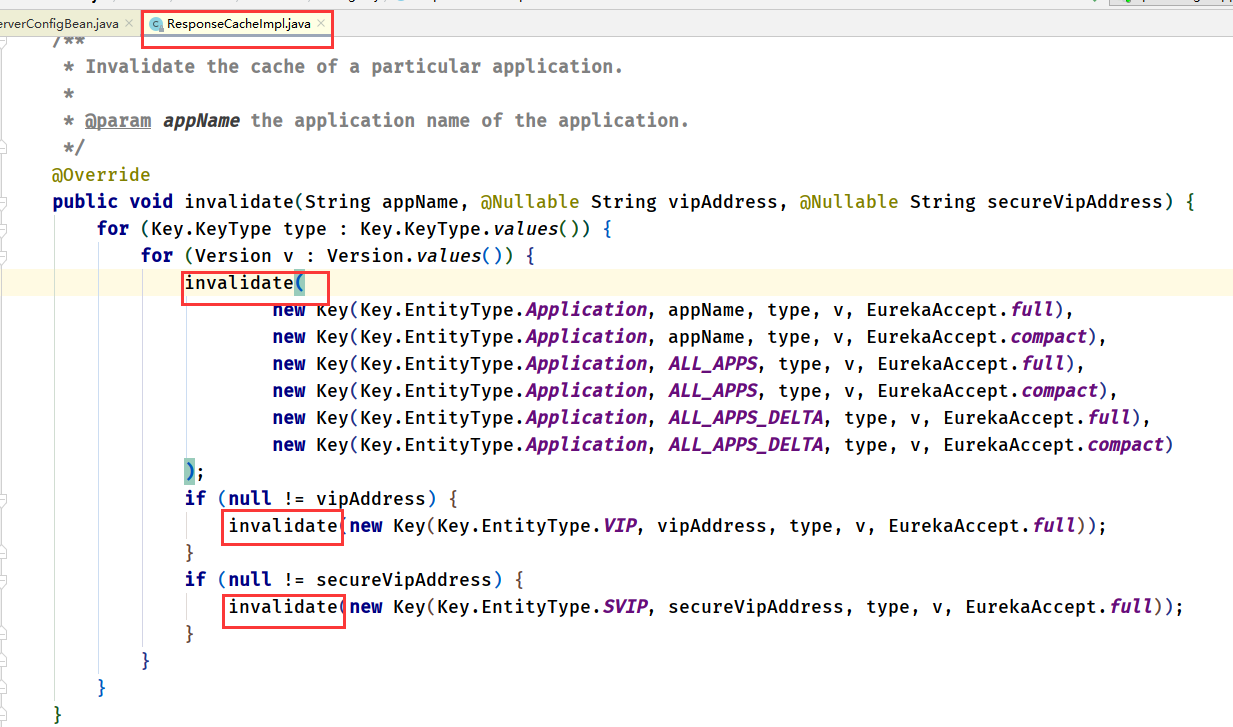 erverConfigBean.java × ResponseCacheImpl.java ×
/**
* Invalidate the cache of a particular application.
*
* @param appName the application name of the application.
*/
@Override
public void invalidate(String appName, @Nullable String vipAddress, @Nullable String secureVipAddress) {
for (Key.KeyType type : Key.KeyType.values()) {
for (Version v : Version.values()) {
invalidate(
new Key(Key.EntityType.Application, appName, type, v, EurekaAccept.full),
new Key(Key.EntityType.Application, appName, type, v, EurekaAccept.compact),
new Key(Key.EntityType.Application, ALL_APPS, type, v, EurekaAccept.full),
new Key(Key.EntityType.Application, ALL_APPS, type, v, EurekaAccept.compact),
new Key(Key.EntityType.Application, ALL_APPS_DELTA, type, v, EurekaAccept.full),
new Key(Key.EntityType.Application, ALL_APPS_DELTA, type, v, EurekaAccept.compact)
);
if (null != vipAddress) {
invalidate(new Key(Key.EntityType.VIP, vipAddress, type, v, EurekaAccept.full));
}
if (null != secureVipAddress) {
invalidate(new Key(Key.EntityType.SVIP, secureVipAddress, type, v, EurekaAccept.full));
}
}
}
}